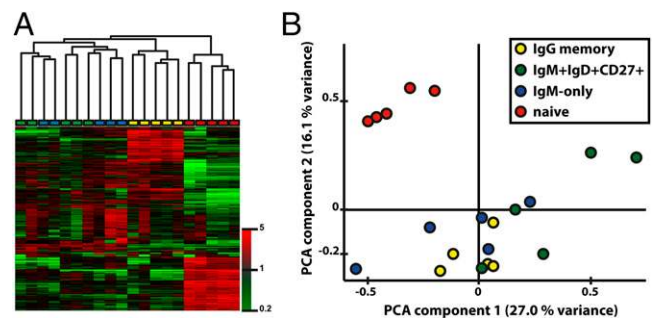 A
5
1
0.2
B
IgG memory
IgM+IgD+CD27+
IgM-only
naive
PCA component 2 (16.1 % variance)
0.5
0
-0.2
-0.5
0
0.5
PCA component 1 (27.0 % variance)